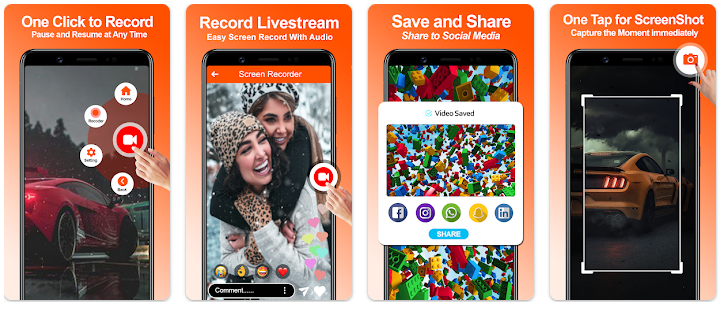 One Click to Record
Pause and Resume at Any Time
Home
Recorder
Setting
Back
Record Livestream
Easy Screen Record With Audio
Screen Recorder
Comment......
Save and Share
Share to Social Media
Video Saved
SHARE
One Tap for ScreenShot
Capture the Moment immediately